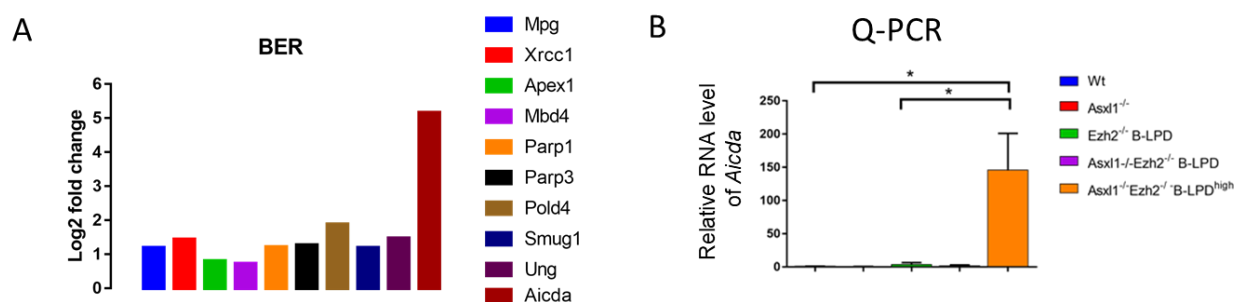 A
BER
Log2 fold change
6
5
4
3
2
1
0
Mpg
Xrcc1
Apex1
Mbd4
Parp1
Parp3
Pold4
Smug1
Ung
Aicda
B
Q-PCR
Relative RNA level
of Aicda
250
200
150
100
50
0
*
*
Wt
Asxl1-/-
Ezh2-/- B-LPD
Asxl1-/-Ezh2-/- B-LPD
Asxl1-/-Ezh2-/-B-LPDhigh